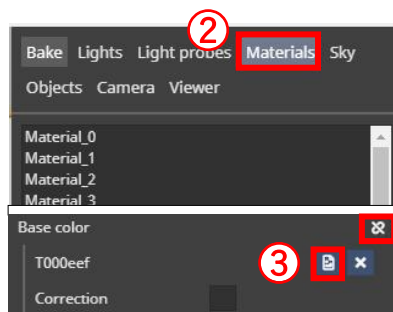 ②
Bake Lights Light probes Materials Sky
Objects Camera Viewer
Material_0
Material_1
Material_2
Material_3
Base color
T000eef ③
Correction